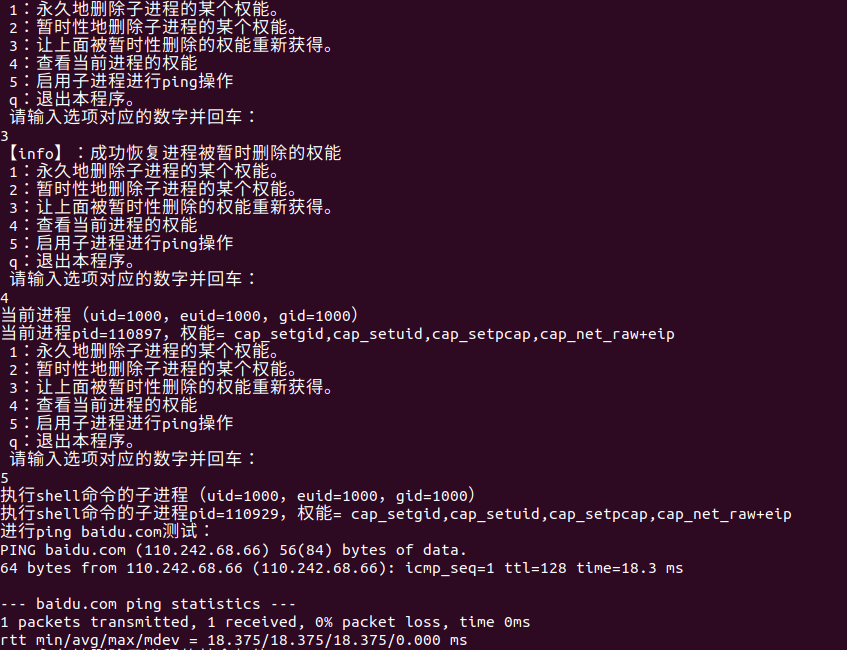 1：永久地删除子进程的某个权能。
2：暂时性地删除子进程的某个权能。
3：让上面被暂时性删除的权能重新获得。
4：查看当前进程的权能
5：启用子进程进行ping操作
q：退出本程序。
请输入选项对应的数字并回车：
3
【info】：成功恢复进程被暂时删除的权能
1：永久地删除子进程的某个权能。
2：暂时性地删除子进程的某个权能。
3：让上面被暂时性删除的权能重新获得。
4：查看当前进程的权能
5：启用子进程进行ping操作
q：退出本程序。
请输入选项对应的数字并回车：
4
当前进程（uid=1000，euid=1000，gid=1000）
当前进程pid=110897，权能= cap_setgid,cap_setuid,cap_setpcap,cap_net_raw+eip
1：永久地删除子进程的某个权能。
2：暂时性地删除子进程的某个权能。
3：让上面被暂时性删除的权能重新获得。
4：查看当前进程的权能
5：启用子进程进行ping操作
q：退出本程序。
请输入选项对应的数字并回车：
5
执行shell命令的子进程（uid=1000，euid=1000，gid=1000）
执行shell命令的子进程pid=110929，权能= cap_setgid,cap_setuid,cap_setpcap,cap_net_raw+eip
进行ping baidu.com测试：
PING baidu.com (110.242.68.66) 56(84) bytes of data.
64 bytes from 110.242.68.66 (110.242.68.66): icmp_seq=1 ttl=128 time=18.3 ms
--- baidu.com ping statistics ---
1 packets transmitted, 1 received, 0% packet loss, time 0ms
rtt min/avg/max/mdev = 18.375/18.375/18.375/0.000 ms